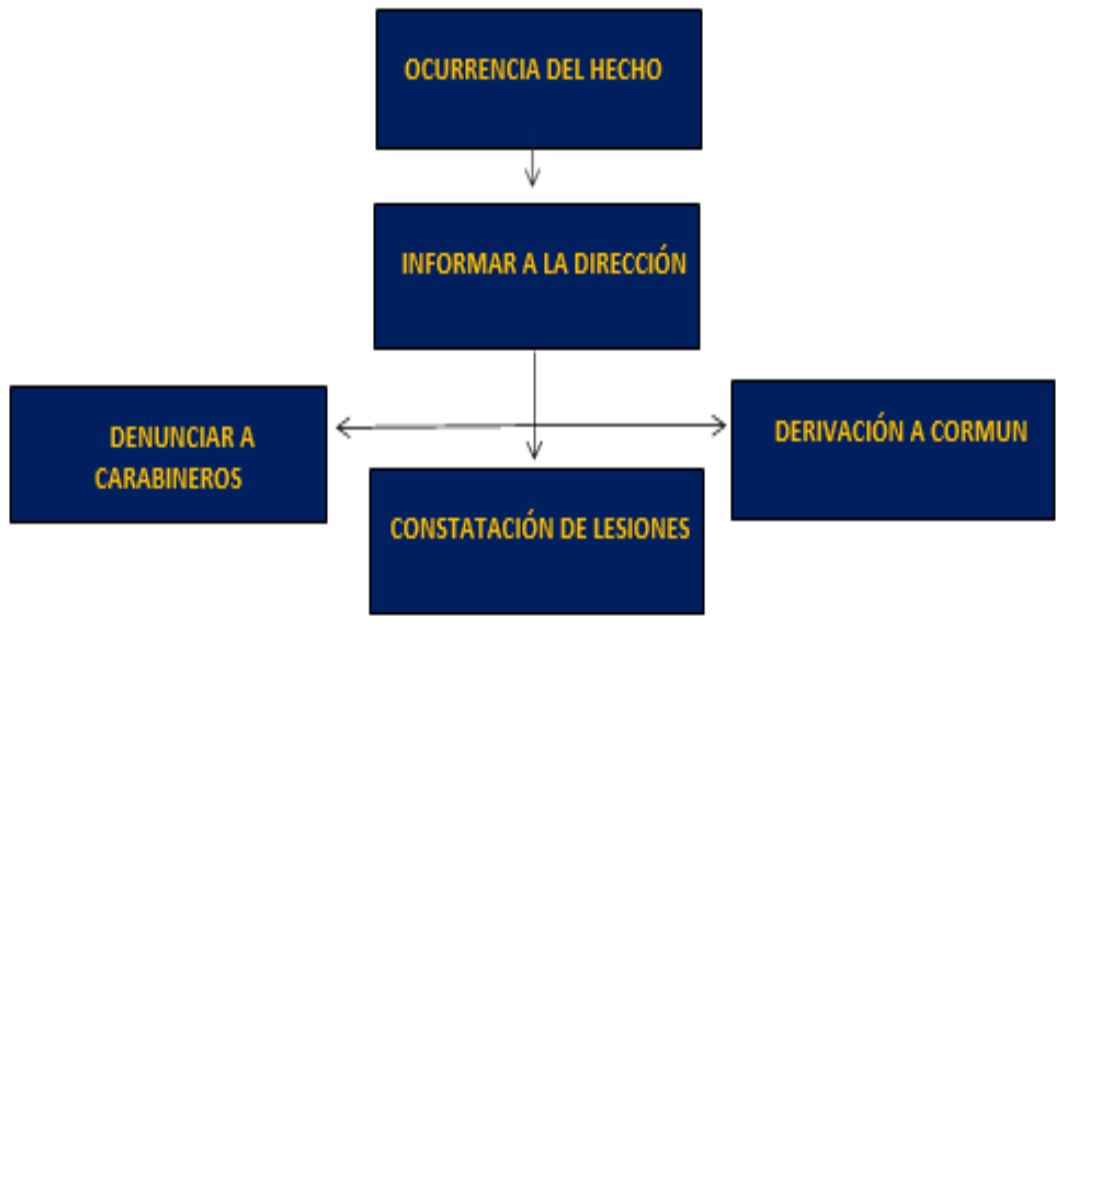 OCURRENCIA DEL HECHO
INFORMAR A LA DIRECCIÓN
DENUNCIAR A
CARABINEROS
DERIVACIÓN A CORMUN
CONSTATACIÓN DE LESIONES